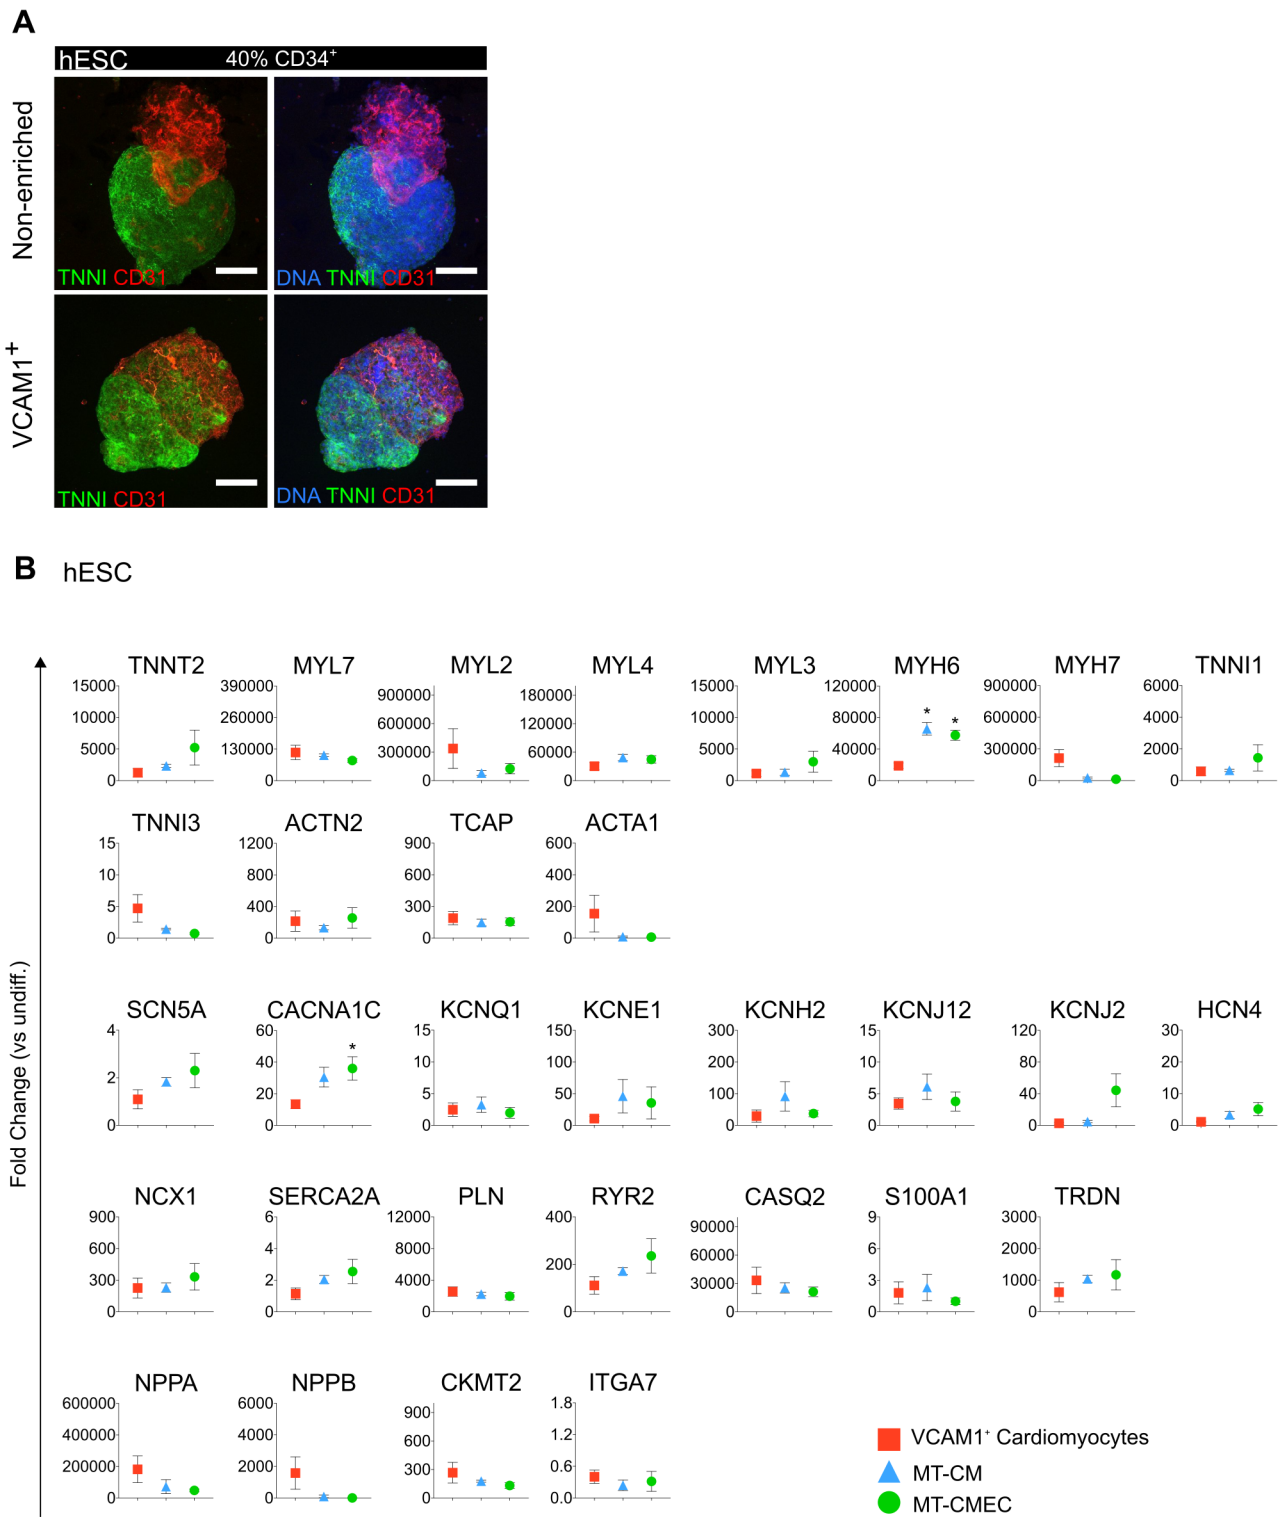 A
hESC 40% CD34+
Non-enriched
TNNI CD31
DNA TNNI CD31
VCAM1+
TNNI CD31
DNA TNNI CD31
B hESC
Fold Change (vs undiff.)
TNNT2 MYL7 MYL2 MYL4 MYL3 MYH6 MYH7 TNNI1
15000 390000 900000 180000 15000 120000 900000 6000
10000 260000 600000 120000 10000 80000 * * 600000 4000
5000 130000 300000 60000 5000 40000 300000 2000
0 0 0 0 0 0 0 0
TNNI3 ACTN2 TCAP ACTA1
15 1200 900 600
10 800 600 400
5 400 300 200
0 0 0 0
SCN5A CACNA1C KCNQ1 KCNE1 KCNH2 KCNJ12 KCNJ2 HCN4
4 60 * 15 150 300 15 120 30
2 40 10 100 200 10 80 20
0 20 5 50 100 5 40 10
0 0 0 0 0 0 0
NCX1 SERCA2A PLN RYR2 CASQ2 S100A1 TRDN
900 6 12000 400 90000 9 3000
600 4 8000 200 60000 6 2000
300 2 4000 0 30000 3 1000
0 0 0 0 0 0
NPPA NPPB CKMT2 ITGA7
600000 6000 900 1.8
400000 4000 600 1.2
200000 2000 300 0.6
0 0 0 0.0
VCAM1+ Cardiomyocytes
MT-CM
MT-CMEC